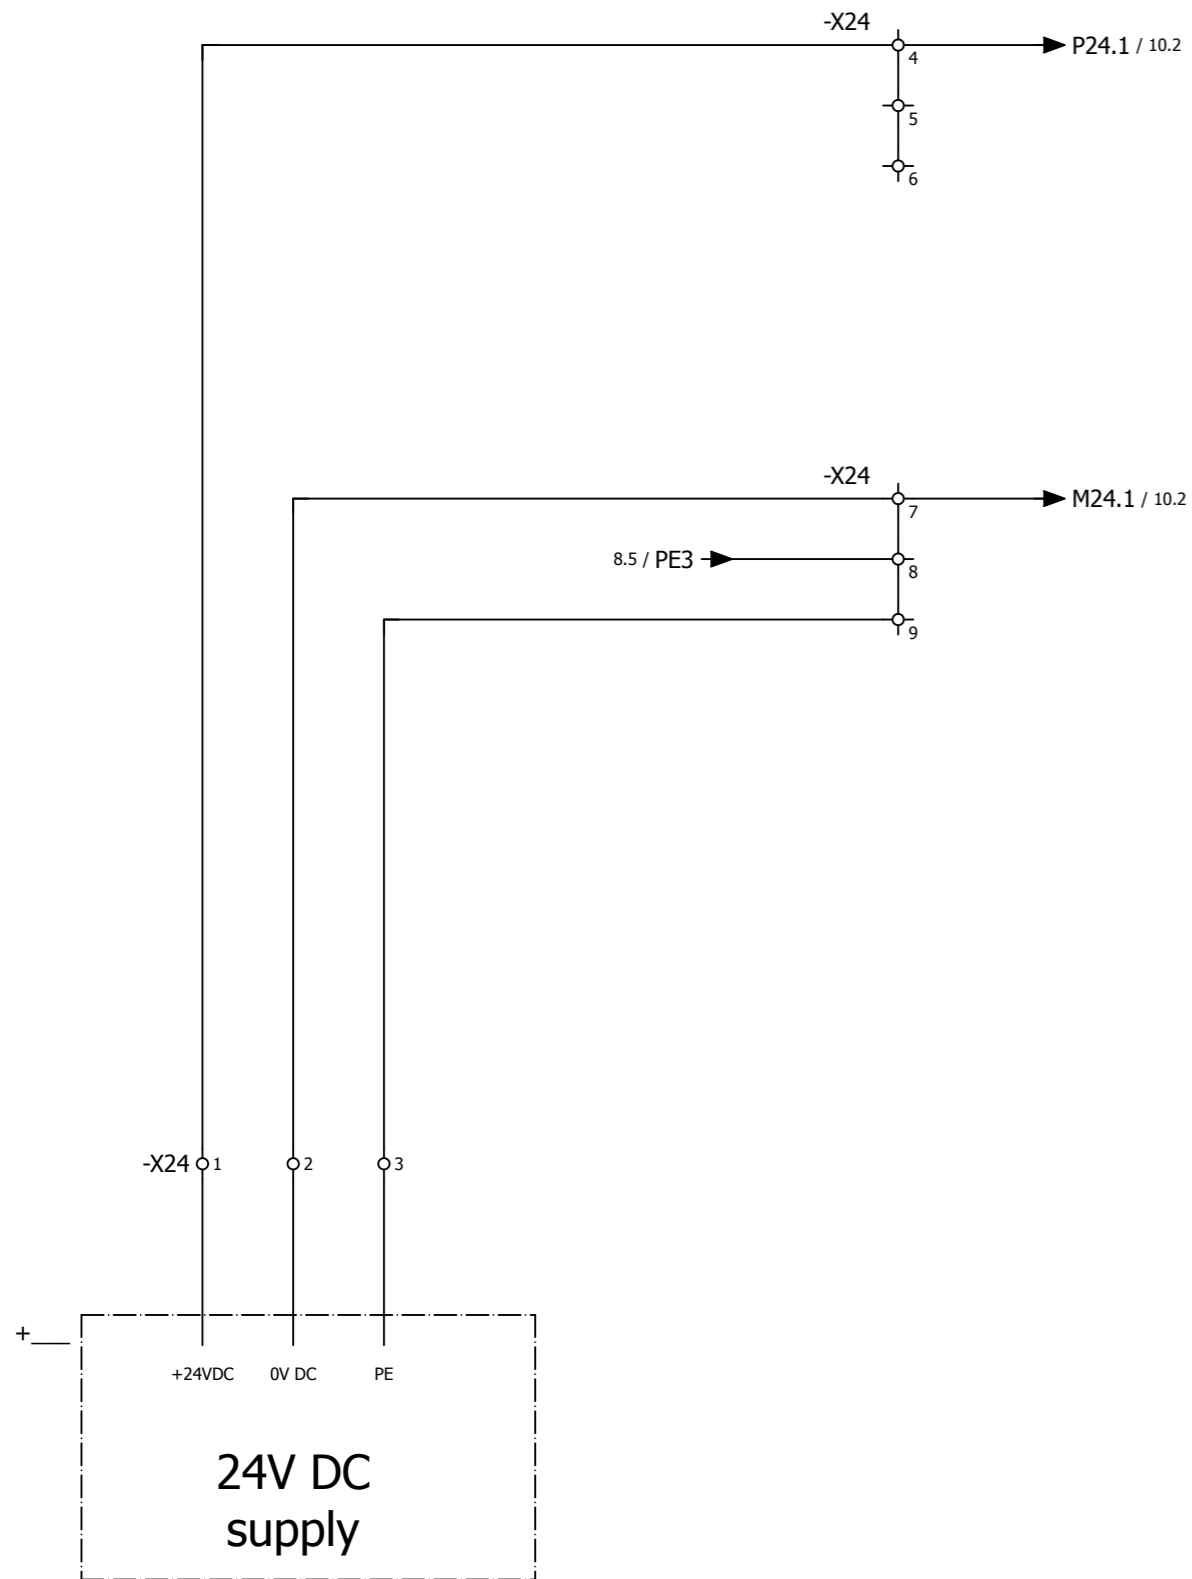 -X24
4
P24.1 / 10.2
5
6
-X24
7
M24.1 / 10.2
8.5 / PE3
8
9
-X24 1 2 3
+___
+24VDC 0V DC PE
24V DC
supply